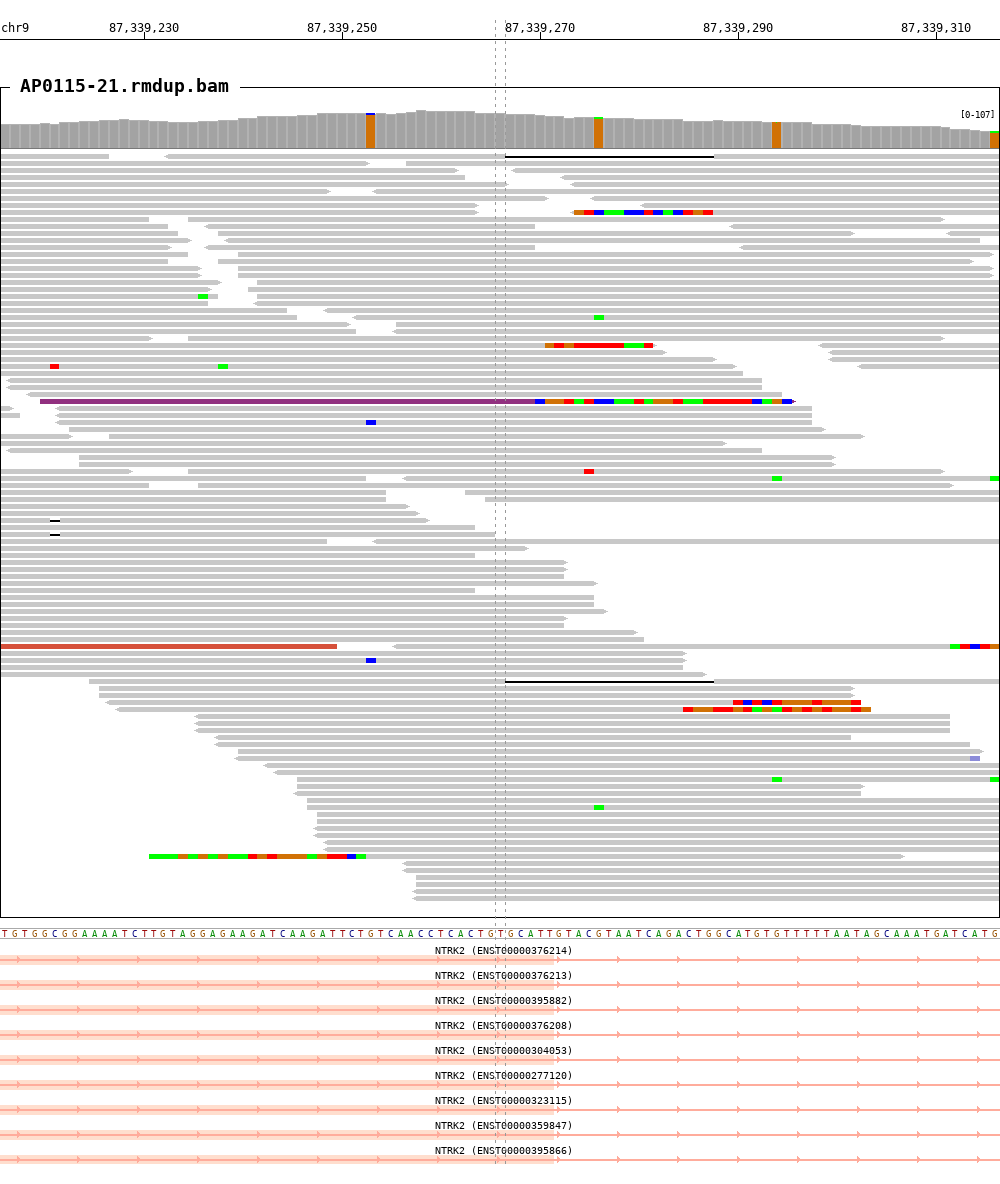 chr9 87,339,230 87,339,250 87,339,270 87,339,290 87,339,310
AP0115-21.rmdup.bam
[0-107]
TGTGGCGGAAAATCTTGTAGGAGAAGATCAAGATTCTGTCAACCTCACTGTGCATTGTACGTAATCAGACTGGCATGTGTTTTTAATAGCAAATGATCATG
NTRK2 (ENST00000376214)
NTRK2 (ENST00000376213)
NTRK2 (ENST00000395882)
NTRK2 (ENST00000376208)
NTRK2 (ENST00000304053)
NTRK2 (ENST00000277120)
NTRK2 (ENST00000323115)
NTRK2 (ENST00000359847)
NTRK2 (ENST00000395866)